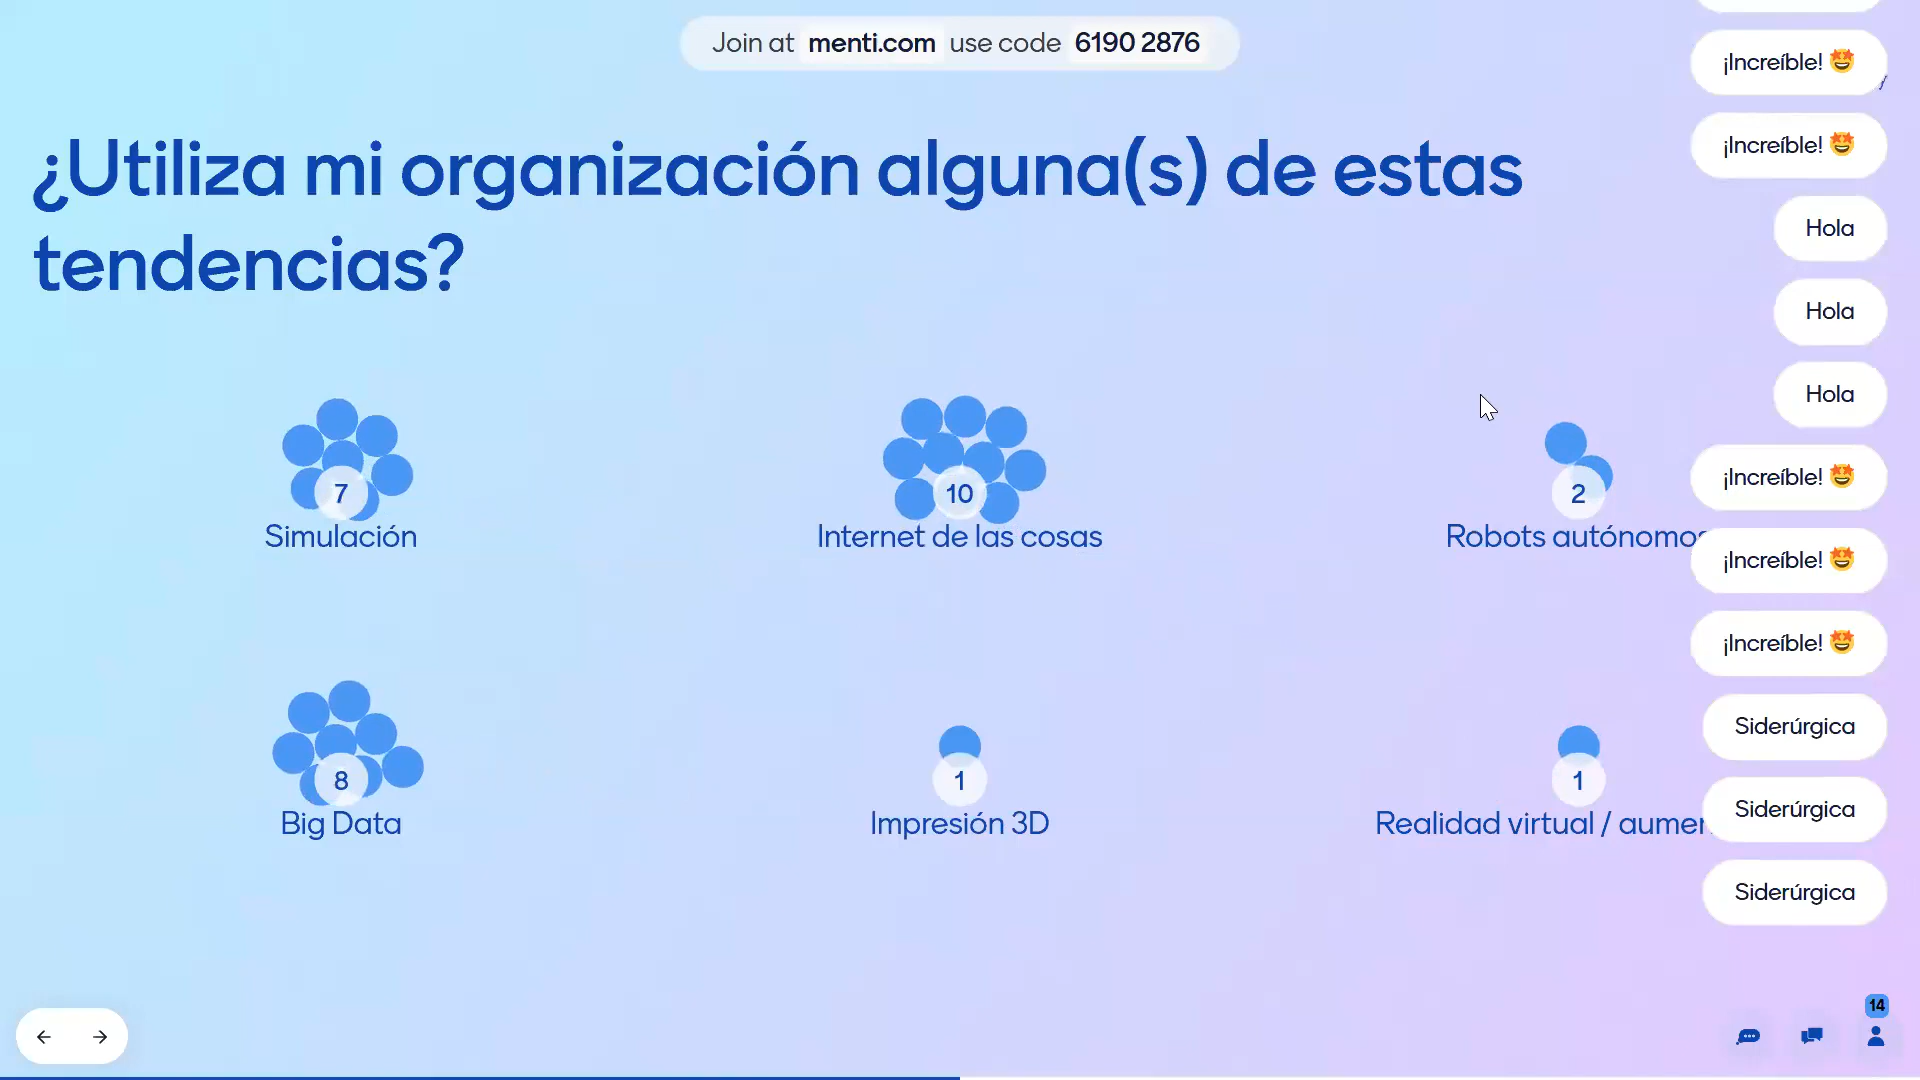 Join at menti.com use code 6190 2876
¿Utiliza mi organización alguna(s) de estas
tendencias?
7
Simulación
10
Internet de las cosas
2
Robots autónomos
8
Big Data
1
Impresión 3D
1
Realidad virtual /
¡Increíble! 🤩
¡Increíble! 🤩
Hola
Hola
Hola
¡Increíble! 🤩
¡Increíble! 🤩
¡Increíble! 🤩
Siderúrgica
Siderúrgica
Siderúrgica
14